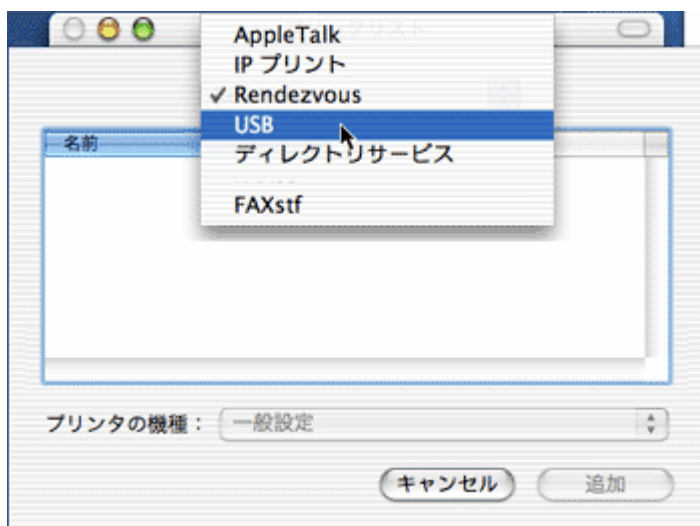 AppleTalk
IP プリント
✓ Rendezvous
USB
ディレクトリサービス
FAXstf
名前
プリンタの機種：
一般設定
キャンセル
追加